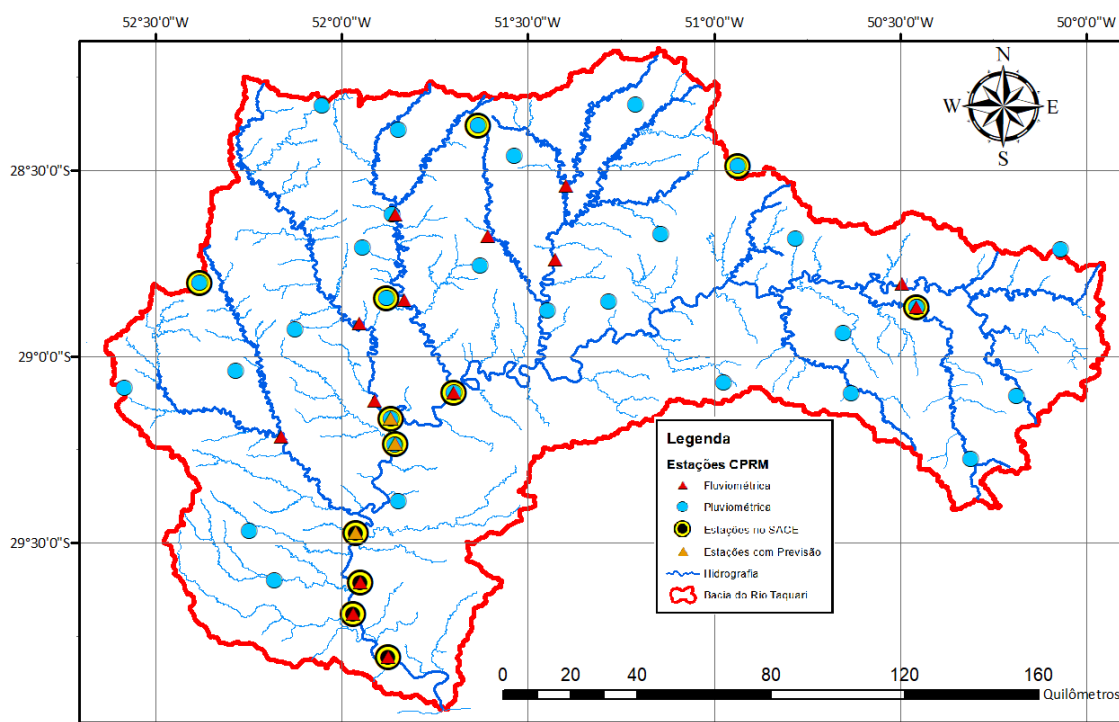 52°30'0"W 52°0'0"W 51°30'0"W 51°0'0"W 50°30'0"W 50°0'0"W
N
W E
S
28°30'0"S
29°0'0"S
29°30'0"S
Legenda
Estações CPRM
Fluviométrica
Pluviométrica
Estações no SACE
Estações com Previsão
Hidrografia
Bacia do Rio Taquari
0 20 40 80 120 160
Quilômetros